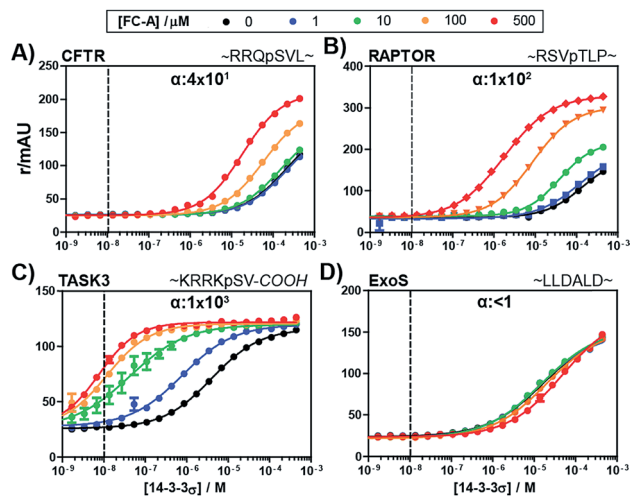 [FC-A] / μM 0 1 10 100 500
A) CFTR ~RRQpSVL~
α:4x10¹
250
200
150
100
50
0
r/mAU
10⁻⁹ 10⁻⁸ 10⁻⁷ 10⁻⁶ 10⁻⁵ 10⁻⁴ 10⁻³
B) RAPTOR ~RSVpTLP~
α:1x10²
400
300
200
100
0
10⁻⁹ 10⁻⁸ 10⁻⁷ 10⁻⁶ 10⁻⁵ 10⁻⁴ 10⁻³
C) TASK3 ~KRRKpSV-COOH
α:1x10³
150
100
50
0
10⁻⁹ 10⁻⁸ 10⁻⁷ 10⁻⁶ 10⁻⁵ 10⁻⁴ 10⁻³
[14-3-3σ] / M
D) ExoS ~LLDALD~
α:<1
200
150
100
50
0
10⁻⁹ 10⁻⁸ 10⁻⁷ 10⁻⁶ 10⁻⁵ 10⁻⁴ 10⁻³
[14-3-3σ] / M